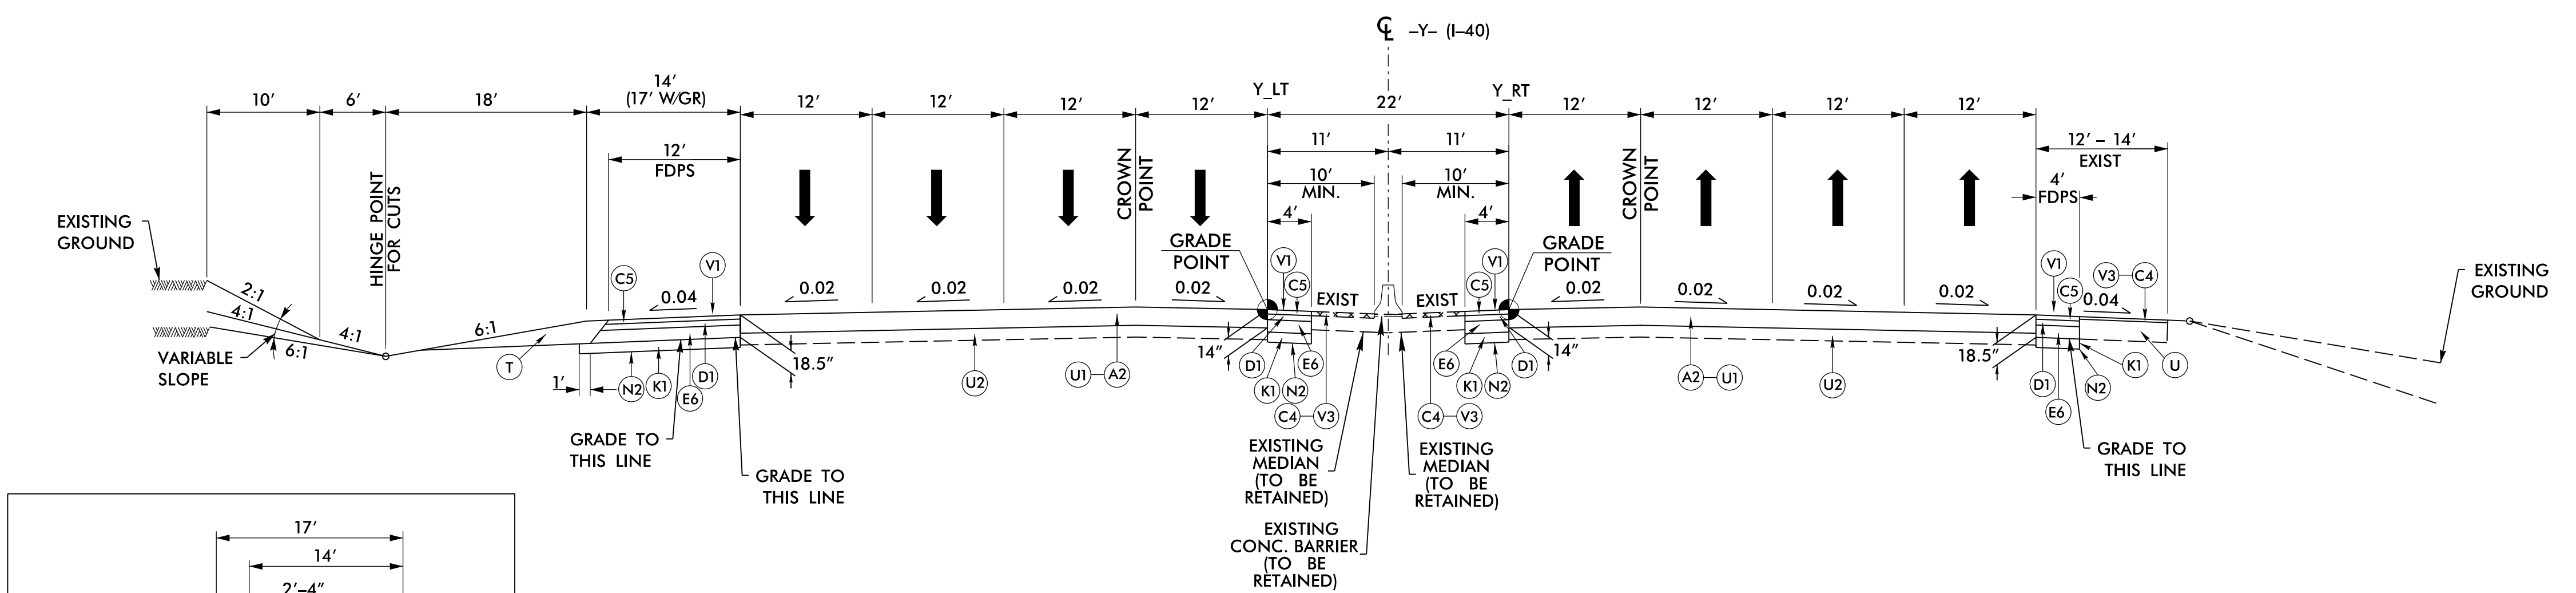 ℄ –Y– (I–40)
14'
(17' W/GR)
10'
6'
18'
12'
12'
12'
12'
Y_LT
22'
Y_RT
12'
12'
12'
12'
12'
FDPS
11'
11'
12' – 14'
EXIST
HINGE POINT
FOR CUTS
CROWN
POINT
10'
MIN.
10'
MIN.
CROWN
POINT
4'
FDPS
EXISTING
GROUND
4'
4'
GRADE
POINT
GRADE
POINT
EXISTING
GROUND
2:1
4:1
6:1
4:1
6:1
VARIABLE
SLOPE
C5
V1
0.04
0.02
0.02
0.02
0.02
V1
C5
EXIST
EXIST
C5
V1
0.02
0.02
0.02
0.02
V1
C5
V3
C4
0.04
T
1'
N2
K1
E6
D1
18.5"
U2
U1
A2
14"
D1
K1
N2
E6
C4
V3
E6
K1
N2
D1
C4
V3
14"
A2
U1
U2
18.5"
D1
E6
N2
K1
U
GRADE TO
THIS LINE
GRADE TO
THIS LINE
EXISTING
MEDIAN
(TO BE
RETAINED)
EXISTING
MEDIAN
(TO BE
RETAINED)
GRADE TO
THIS LINE
EXISTING
CONC. BARRIER
(TO BE
RETAINED)
17'
14'
2'–4"